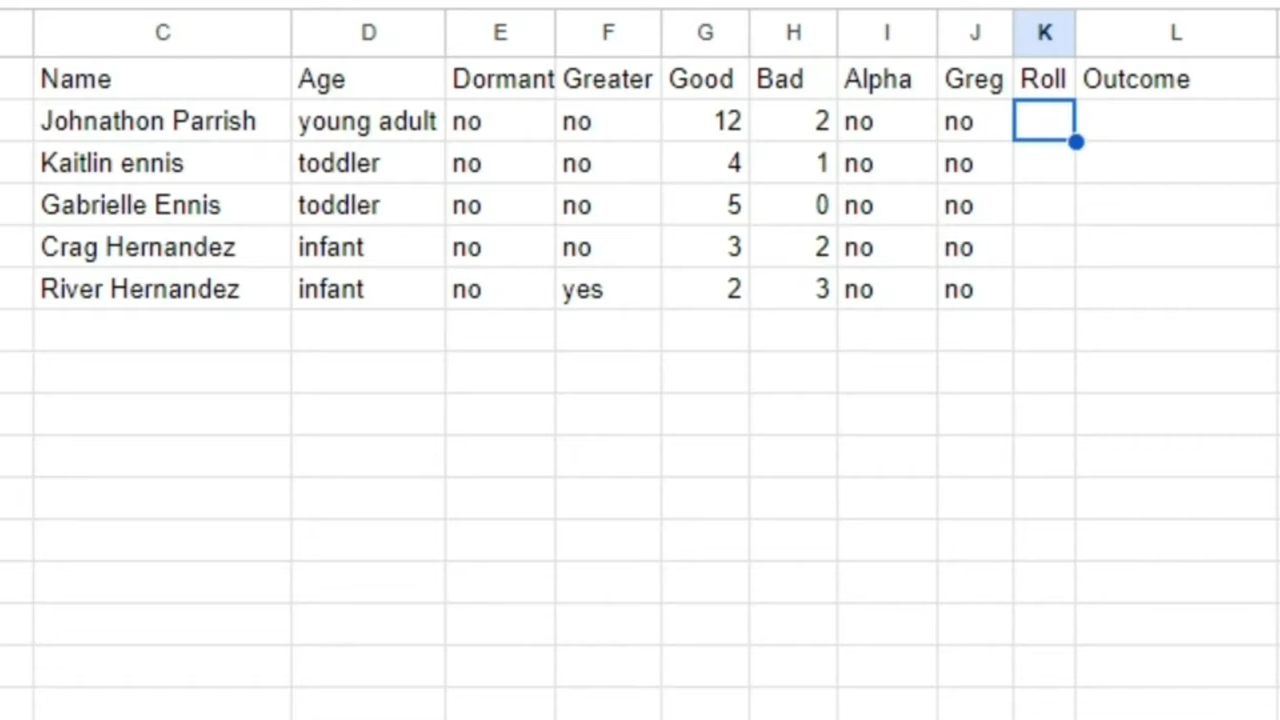 C D E F G H I J K L
Name Age Dormant Greater Good Bad Alpha Greg Roll Outcome
Johnathon Parrish young adult no no 12 2 no no
Kaitlin ennis toddler no no 4 1 no no
Gabrielle Ennis toddler no no 5 0 no no
Crag Hernandez infant no no 3 2 no no
River Hernandez infant no yes 2 3 no no